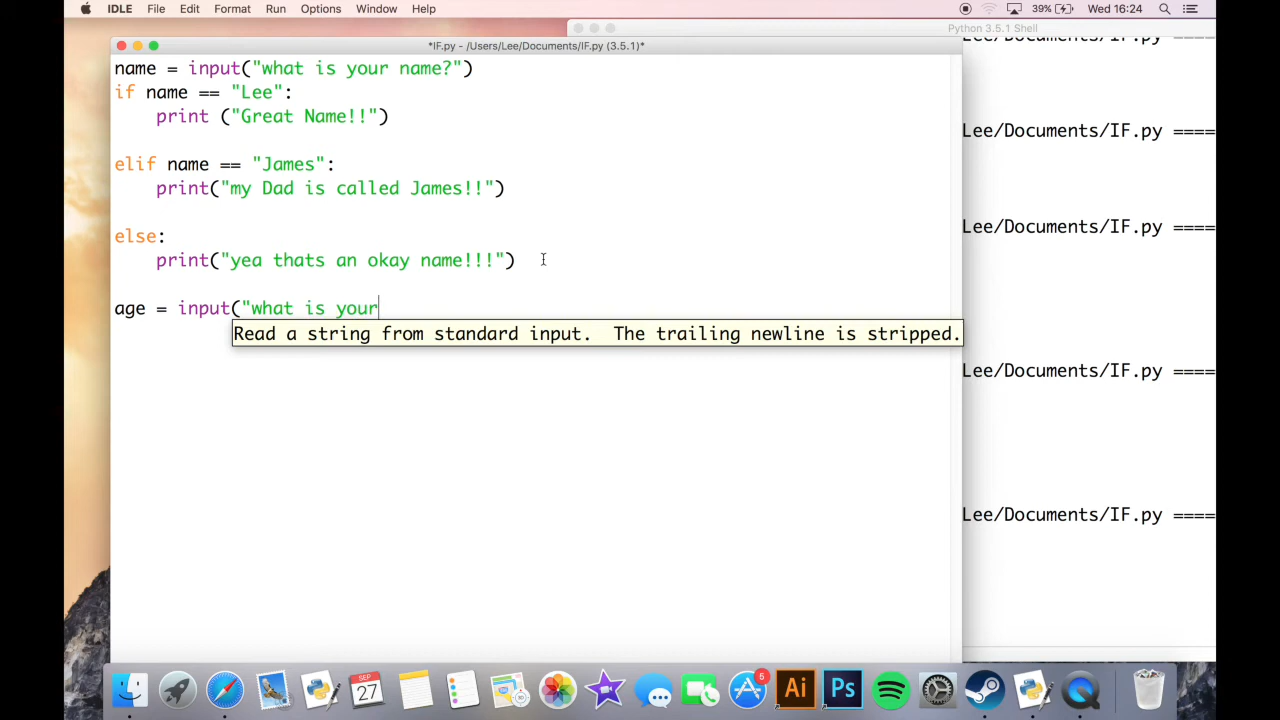 IDLE File Edit Format Run Options Window Help 39% Wed 16:24
Python 3.5.1 Shell
*IF.py - /Users/Lee/Documents/IF.py (3.5.1)*
name = input("what is your name?")
if name == "Lee":
print ("Great Name!!")
elif name == "James":
print("my Dad is called James!!")
else:
print("yea thats an okay name!!!")
age = input("what is your
Read a string from standard input. The trailing newline is stripped.
Lee/Documents/IF.py ====
Lee/Documents/IF.py ====
Lee/Documents/IF.py ====
Lee/Documents/IF.py ====
Lee/Documents/IF.py ====
SEP
27
6
Ai
Ps